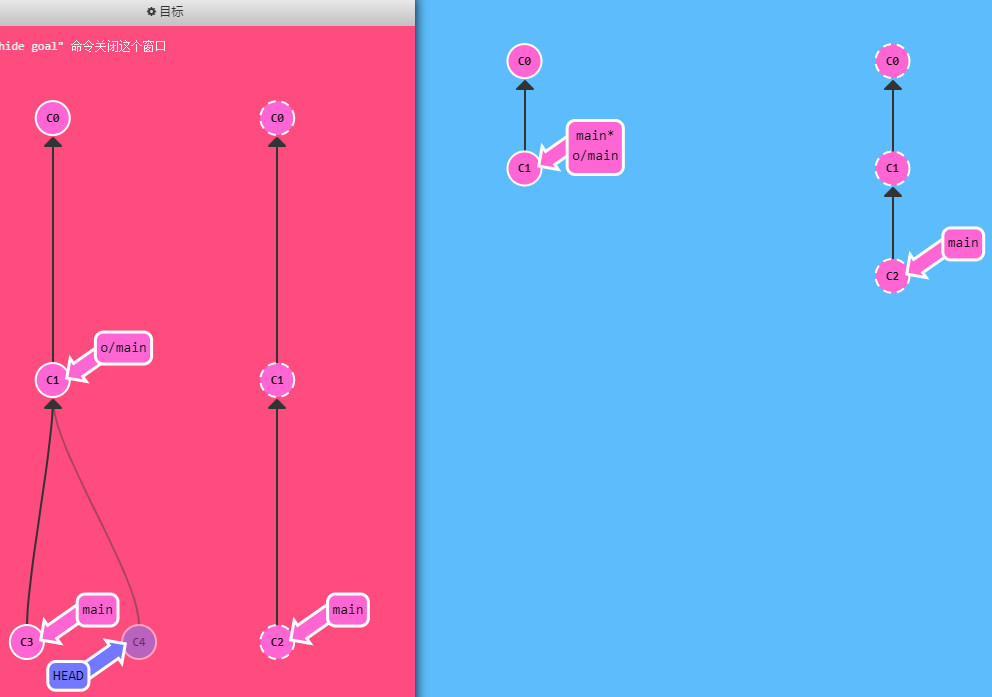 目标
hide goal" 命令关闭这个窗口
C0
C0
o/main
C1
C1
main
main
C3
C4
C2
HEAD
C0
C0
main*
o/main
C1
C1
main
C2